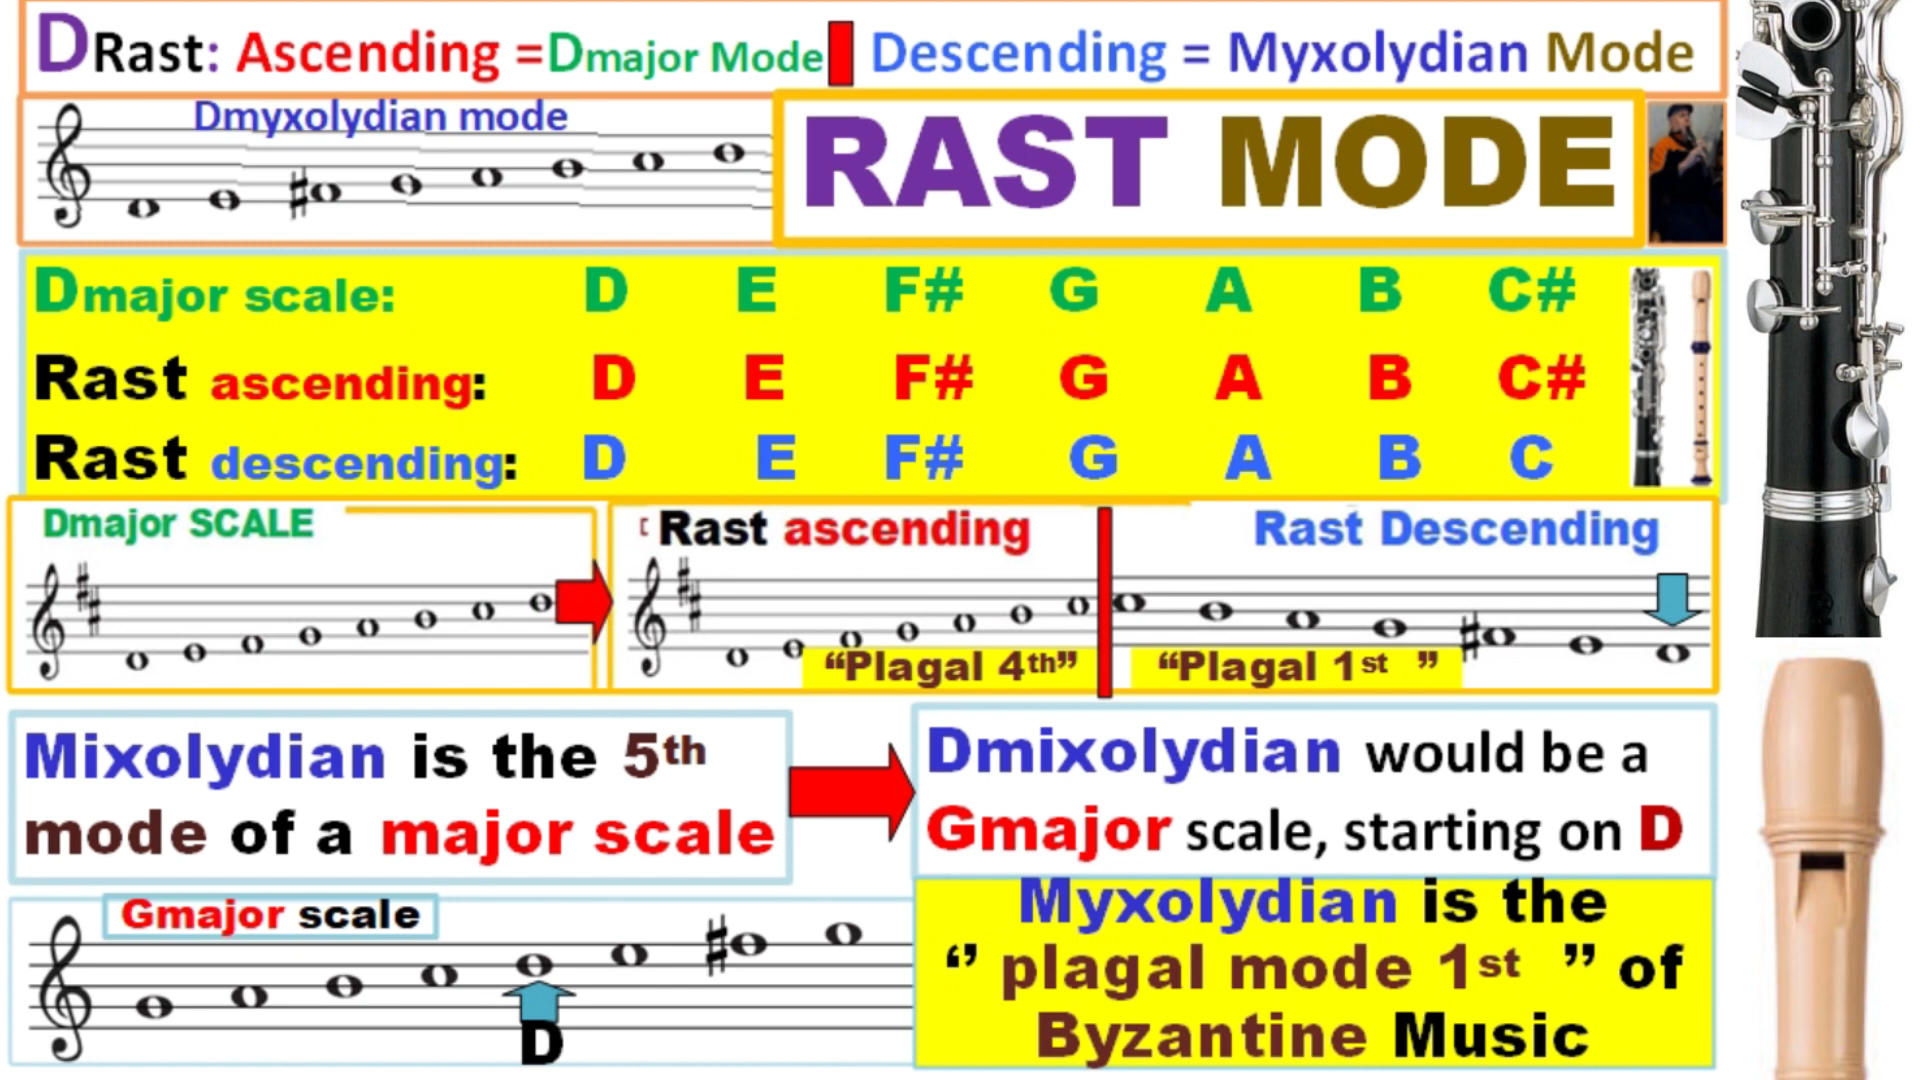 DRast: Ascending =Dmajor Mode Descending = Myxolydian Mode
Dmyxolydian mode
RAST MODE
Dmajor scale: D E F# G A B C#
Rast ascending: D E F# G A B C#
Rast descending: D E F# G A B C
Dmajor SCALE
Rast ascending
Rast Descending
“Plagal 4th”
“Plagal 1st ”
Mixolydian is the 5th
mode of a major scale
Dmixolydian would be a
Gmajor scale, starting on D
Gmajor scale
D
Myxolydian is the
‘’ plagal mode 1st ” of
Byzantine Music